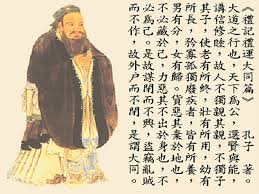 《禮記禮運大同篇》 孔子 著。
大道之行也，天下為公，選賢與能，
講信修睦，故人不獨親其親，不獨子
其子，使老有所終，壯有所用，幼有
所長，矜寡孤獨廢疾者，皆有所養，
男有分，女有歸。貨惡其棄於地也，
不必藏於己，力惡其不出於身也，不
必為己。是故謀閉而不興，盜竊亂賊
而不作。故外戶而不閉，是謂大同。